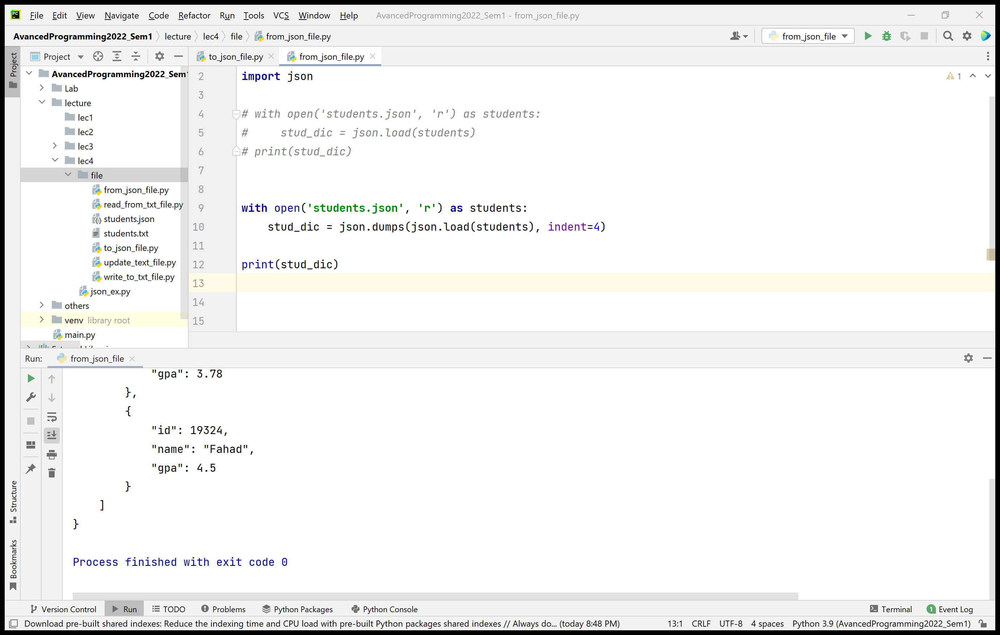 File Edit View Navigate Code Refactor Run Tools VCS Window Help AvancedProgramming2022_Sem1 - from_json_file.py
AvancedProgramming2022_Sem1 lecture lec4 file from_json_file.py from_json_file
Project to_json_file.py from_json_file.py
Project
AvancedProgramming2022_Sem1
Lab
lecture
lec1
lec2
lec3
lec4
file
from_json_file.py
read_from_txt_file.py
students.json
students.txt
to_json_file.py
update_text_file.py
write_to_txt_file.py
json_ex.py
others
venv library root
main.py
2 import json
1
3
4 # with open('students.json', 'r') as students:
5 #     stud_dic = json.load(students)
6 # print(stud_dic)
7
8
9 with open('students.json', 'r') as students:
10     stud_dic = json.dumps(json.load(students), indent=4)
11
12 print(stud_dic)
13
14
15
Run: from_json_file
"gpa": 3.78
},
{
"id": 19324,
"name": "Fahad",
"gpa": 4.5
}
]
}
Process finished with exit code 0
Structure
Bookmarks
Version Control Run TODO Problems Python Packages Python Console Terminal 1 Event Log
Download pre-built shared indexes: Reduce the indexing time and CPU load with pre-built Python packages shared indexes // Always do... (today 8:48 PM) 13:1 CRLF UTF-8 4 spaces Python 3.9 (AvancedProgramming2022_Sem1)